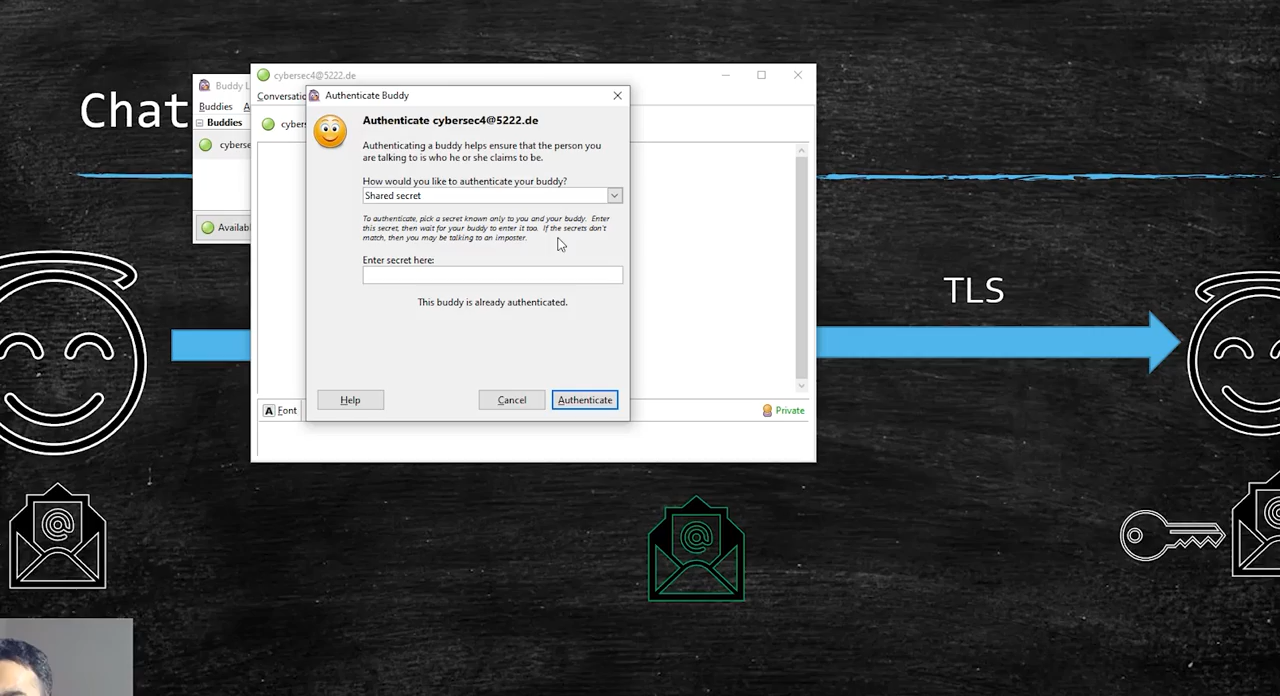 Chat
Buddy L
Buddies A
Buddies
cyberse
Availab
cybersec4@5222.de
Conversatio
cybers
Authenticate Buddy
Authenticate cybersec4@5222.de
Authenticating a buddy helps ensure that the person you
are talking to is who he or she claims to be.
How would you like to authenticate your buddy?
Shared secret
To authenticate, pick a secret known only to you and your buddy. Enter
this secret, then wait for your buddy to enter it too. If the secrets don't
match, then you may be talking to an imposter.
Enter secret here:
This buddy is already authenticated.
Help
Cancel
Authenticate
A Font
Private
TLS